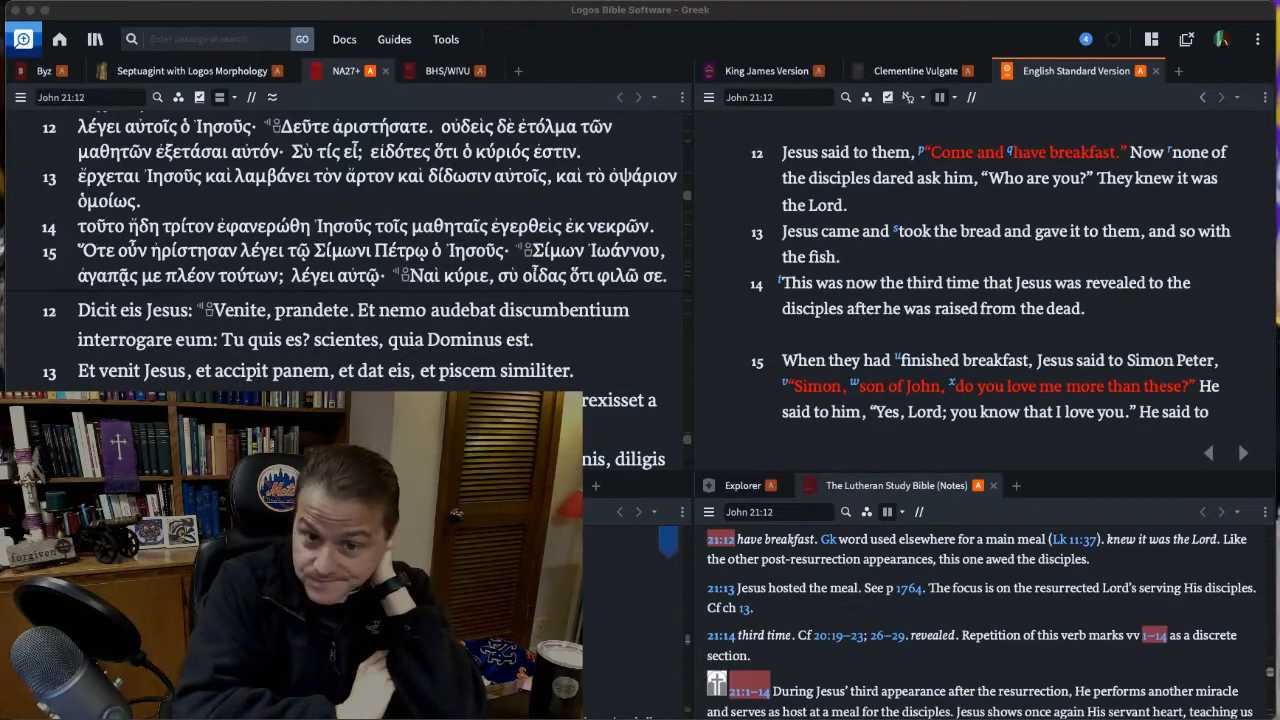 Logos Bible Software - Greek
Enter passage or search...
GO
Docs
Guides
Tools
4
Byz A
Septuagint with Logos Morphology A
NA27+ A
BHS/WIVU A
John 21:12
12 λέγει αὐτοῖς ὁ Ἰησοῦς· Δεῦτε ἀριστήσατε. οὐδεὶς δὲ ἐτόλμα τῶν
μαθητῶν ἐξετάσαι αὐτόν· Σὺ τίς εἶ; εἰδότες ὅτι ὁ κύριός ἐστιν.
13 ἔρχεται Ἰησοῦς καὶ λαμβάνει τὸν ἄρτον καὶ δίδωσιν αὐτοῖς, καὶ τὸ ὀψάριον
ὁμοίως.
14 τοῦτο ἤδη τρίτον ἐφανερώθη Ἰησοῦς τοῖς μαθηταῖς ἐγερθεὶς ἐκ νεκρῶν.
15 Ὅτε οὖν ἠρίστησαν λέγει τῷ Σίμωνι Πέτρῳ ὁ Ἰησοῦς· Σίμων Ἰωάννου,
ἀγαπᾷς με πλέον τούτων; λέγει αὐτῷ· Ναὶ κύριε, σὺ οἶδας ὅτι φιλῶ σε.
12 Dicit eis Jesus: Venite, prandete. Et nemo audebat discumbentium
interrogare eum: Tu quis es? scientes, quia Dominus est.
13 Et venit Jesus, et accipit panem, et dat eis, et piscem similiter.
rexisset a
nis, diligis
King James Version A
Clementine Vulgate A
English Standard Version A
John 21:12
12 Jesus said to them, p“Come and qhave breakfast.” Now rnone of
the disciples dared ask him, “Who are you?” They knew it was
the Lord.
13 Jesus came and stook the bread and gave it to them, and so with
the fish.
14 tThis was now the third time that Jesus was revealed to the
disciples after he was raised from the dead.
15 When they had ufinished breakfast, Jesus said to Simon Peter,
v“Simon, wson of John, xdo you love me more than these?” He
said to him, “Yes, Lord; you know that I love you.” He said to
Explorer A
The Lutheran Study Bible (Notes) A
John 21:12
21:12 have breakfast. Gk word used elsewhere for a main meal (Lk 11:37). knew it was the Lord. Like
the other post-resurrection appearances, this one awed the disciples.
21:13 Jesus hosted the meal. See p 1764. The focus is on the resurrected Lord’s serving His disciples.
Cf ch 13.
21:14 third time. Cf 20:19–23; 26–29. revealed. Repetition of this verb marks vv 1–14 as a discrete
section.
21:1–14 During Jesus’ third appearance after the resurrection, He performs another miracle
and serves as host at a meal for the disciples. Jesus shows once again His servant heart, teaching us
Mets
forgiven